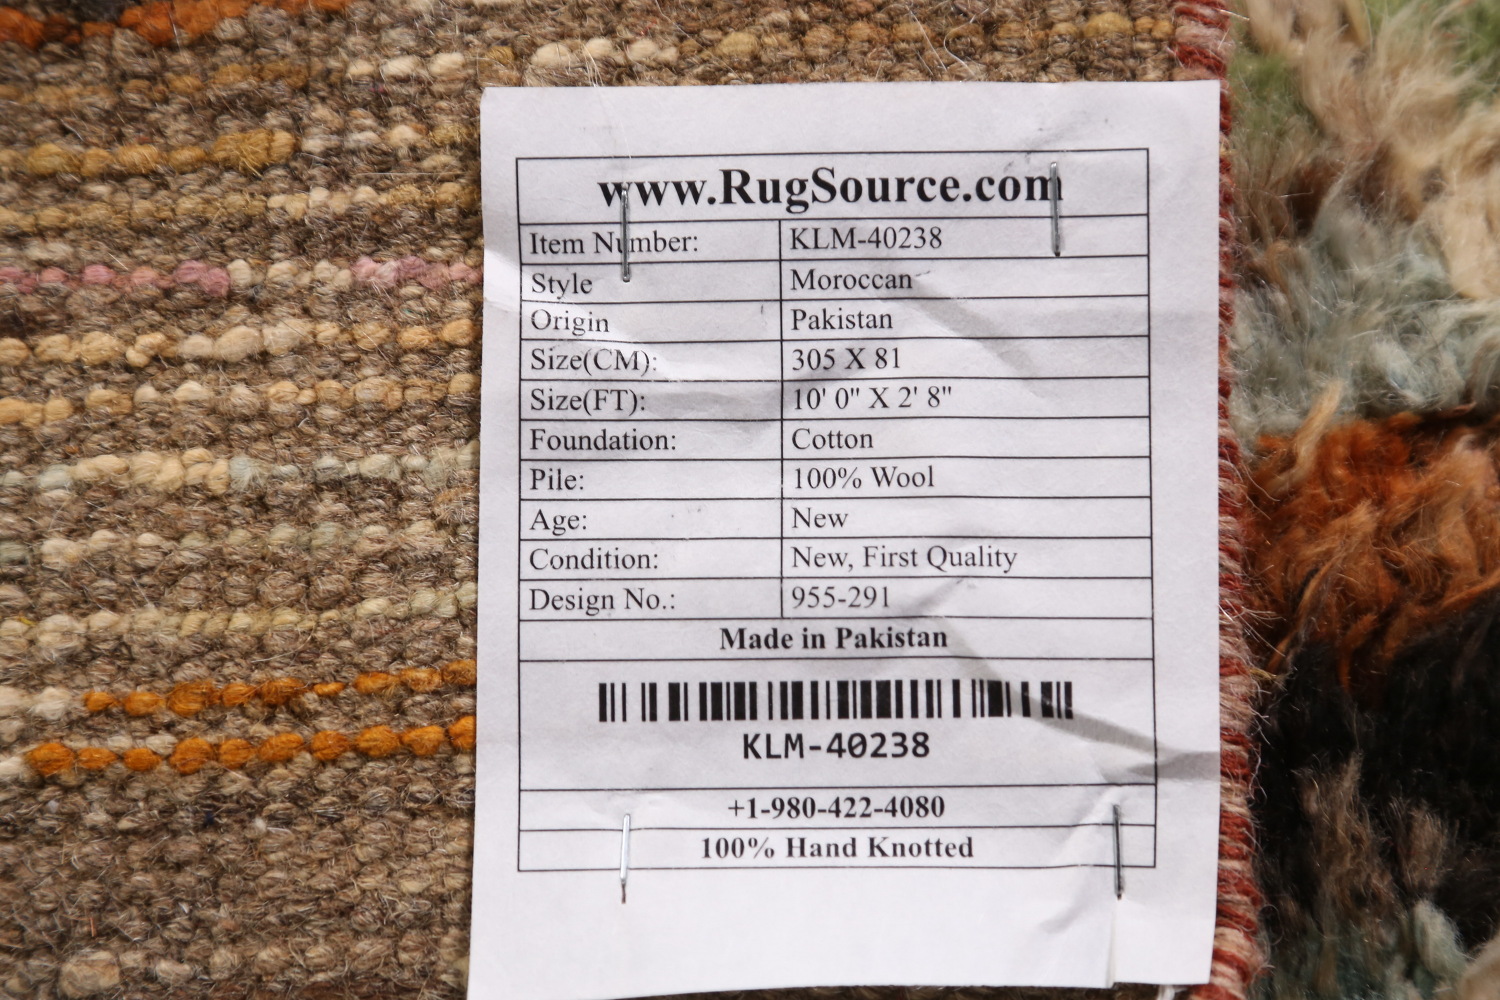 www.RugSource.com
Item Number: KLM-40238
Style Moroccan
Origin Pakistan
Size(CM): 305 X 81
Size(FT): 10' 0" X 2' 8"
Foundation: Cotton
Pile: 100% Wool
Age: New
Condition: New, First Quality
Design No.: 955-291
Made in Pakistan
KLM-40238
+1-980-422-4080
100% Hand Knotted